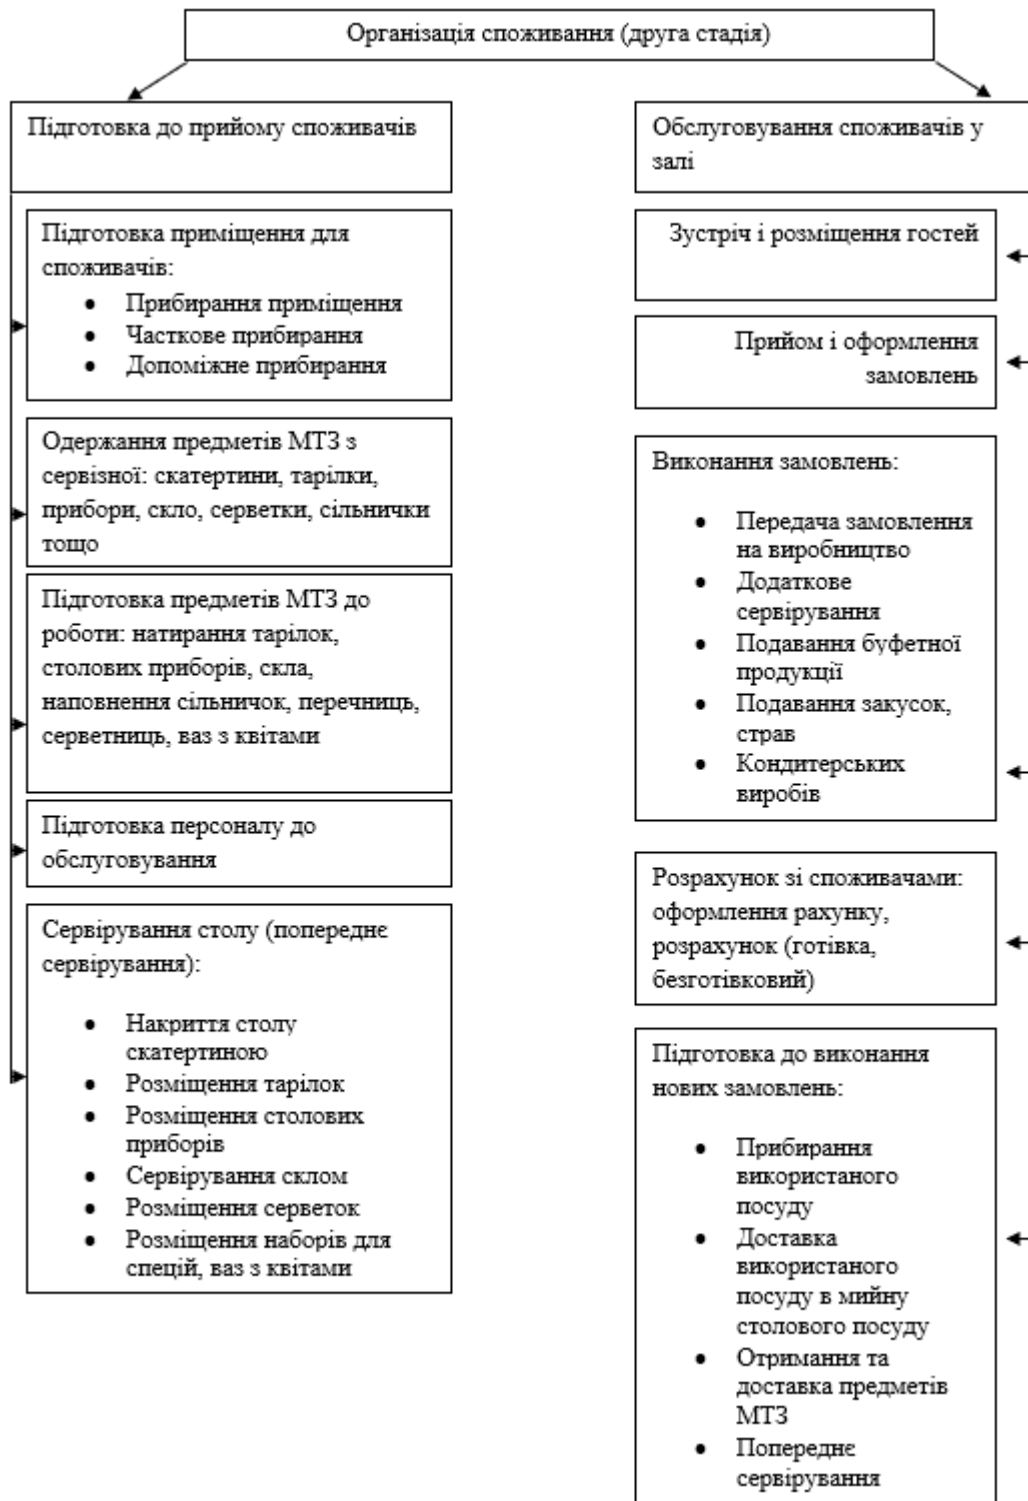 Організація споживання (друга стадія)
Підготовка до прийому споживачів
Підготовка приміщення для
споживачів:
• Прибирання приміщення
• Часткове прибирання
• Допоміжне прибирання
Одержання предметів МТЗ з
сервізної: скатертини, тарілки,
прибори, скло, серветки, сільнички
тощо
Підготовка предметів МТЗ до
роботи: натирання тарілок,
столових приборів, скла,
наповнення сільничок, перечниць,
серветниць, ваз з квітами
Підготовка персоналу до
обслуговування
Сервірування столу (попереднє
сервірування):
• Накриття столу
скатертиною
• Розміщення тарілок
• Розміщення столових
приборів
• Сервірування склом
• Розміщення серветок
• Розміщення наборів для
спецій, ваз з квітами
Обслуговування споживачів у
залі
Зустріч і розміщення гостей
Прийом і оформлення
замовлень
Виконання замовлень:
• Передача замовлення
на виробництво
• Додаткове
сервірування
• Подавання буфетної
продукції
• Подавання закусок,
страв
• Кондитерських
виробів
Розрахунок зі споживачами:
оформлення рахунку,
розрахунок (готівка,
безготівковий)
Підготовка до виконання
нових замовлень:
• Прибирання
використаного
посуду
• Доставка
використаного
посуду в мийну
столового посуду
• Отримання та
доставка предметів
МТЗ
• Попереднє
сервірування